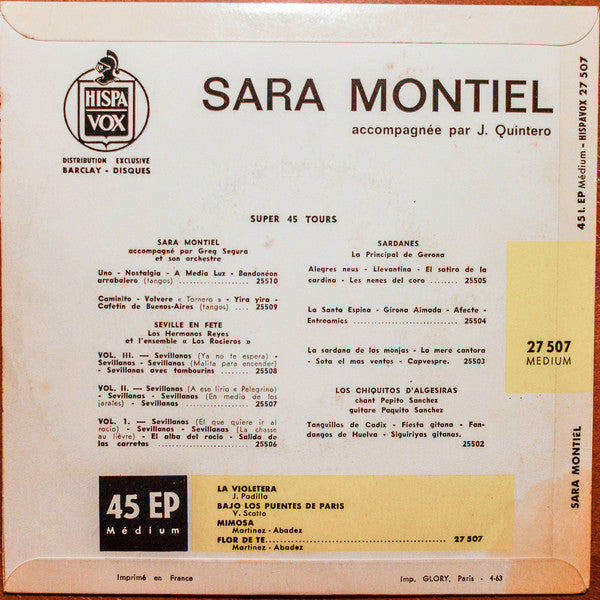 HISPA
VOX
DISTRIBUTION EXCLUSIVE
BARCLAY - DISQUES
SARA MONTIEL
accompagnée par J. Quintero
SUPER 45 TOURS
SARA MONTIEL
accompagné par Greg Segura
et son orchestre
Uno - Nostalgia - A Media Luz - Bandonéon
arrabalero (tangos) .................... 25510
Caminito - Volvere « Tornero » - Yira yira -
Cafetin de Buenos-Aires (tangos) .... 25509
SEVILLE EN FETE
Los Hermanos Reyes
et l'ensemble « Los Rocieros »
VOL. III. — Sevillanas (Ya no te espera) -
Sevillanas - Sevillanas (Malita para encender)
- Sevillanas avec tambourins ........ 25508
VOL. II. — Sevillanas (A ese lirio « Pelegrino)
- Sevillanas - Sevillanas (En medio de los
jarales) - Sevillanas .................... 25507
VOL. 1. — Sevillanas (El que quiere ir al
rocio) - Sevillanas - Sevillanas (La chasse
au lièvre) - El alba del rocio - Salida de
las carretas ............................ 25506
SARDANES
La Principal de Gerona
Alegres neus - Llevantina - El satiro de la
cardina - Les nenes del coro ........ 25505
La Santa Espina - Girona Aimada - Afecte -
Entreamics ............................ 25504
La sardana de las monjas - La mere cantara
- Sota el mas ventos - Capvespre. 25503
LOS CHIQUITOS D'ALGESIRAS
chant Pepito Sanchez
guitare Paquito Sanchez
Tanguillos de Cadix - Fiesta gitana - Fan-
dangos de Huelva - Siguiriyas gitanas.
25502
45 EP
Médium
LA VIOLETERA
J. Padilla
BAJO LOS PUENTES DE PARIS
V. Scotto
MIMOSA
Martinez - Abadez
FLOR DE TE.................................... 27 507
Martinez - Abadez
27 507
MEDIUM
45 t. EP Médium - HISPAVOX 27 507
SARA MONTIEL
Imprimé en France
Imp. GLORY, Paris - 4-63